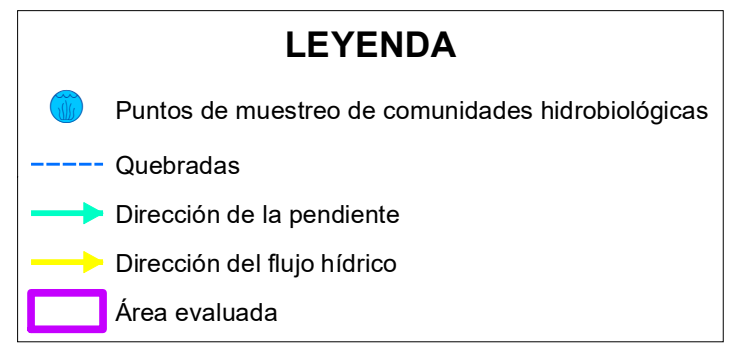 LEYENDA
Puntos de muestreo de comunidades hidrobiológicas
Quebradas
Dirección de la pendiente
Dirección del flujo hídrico
Área evaluada